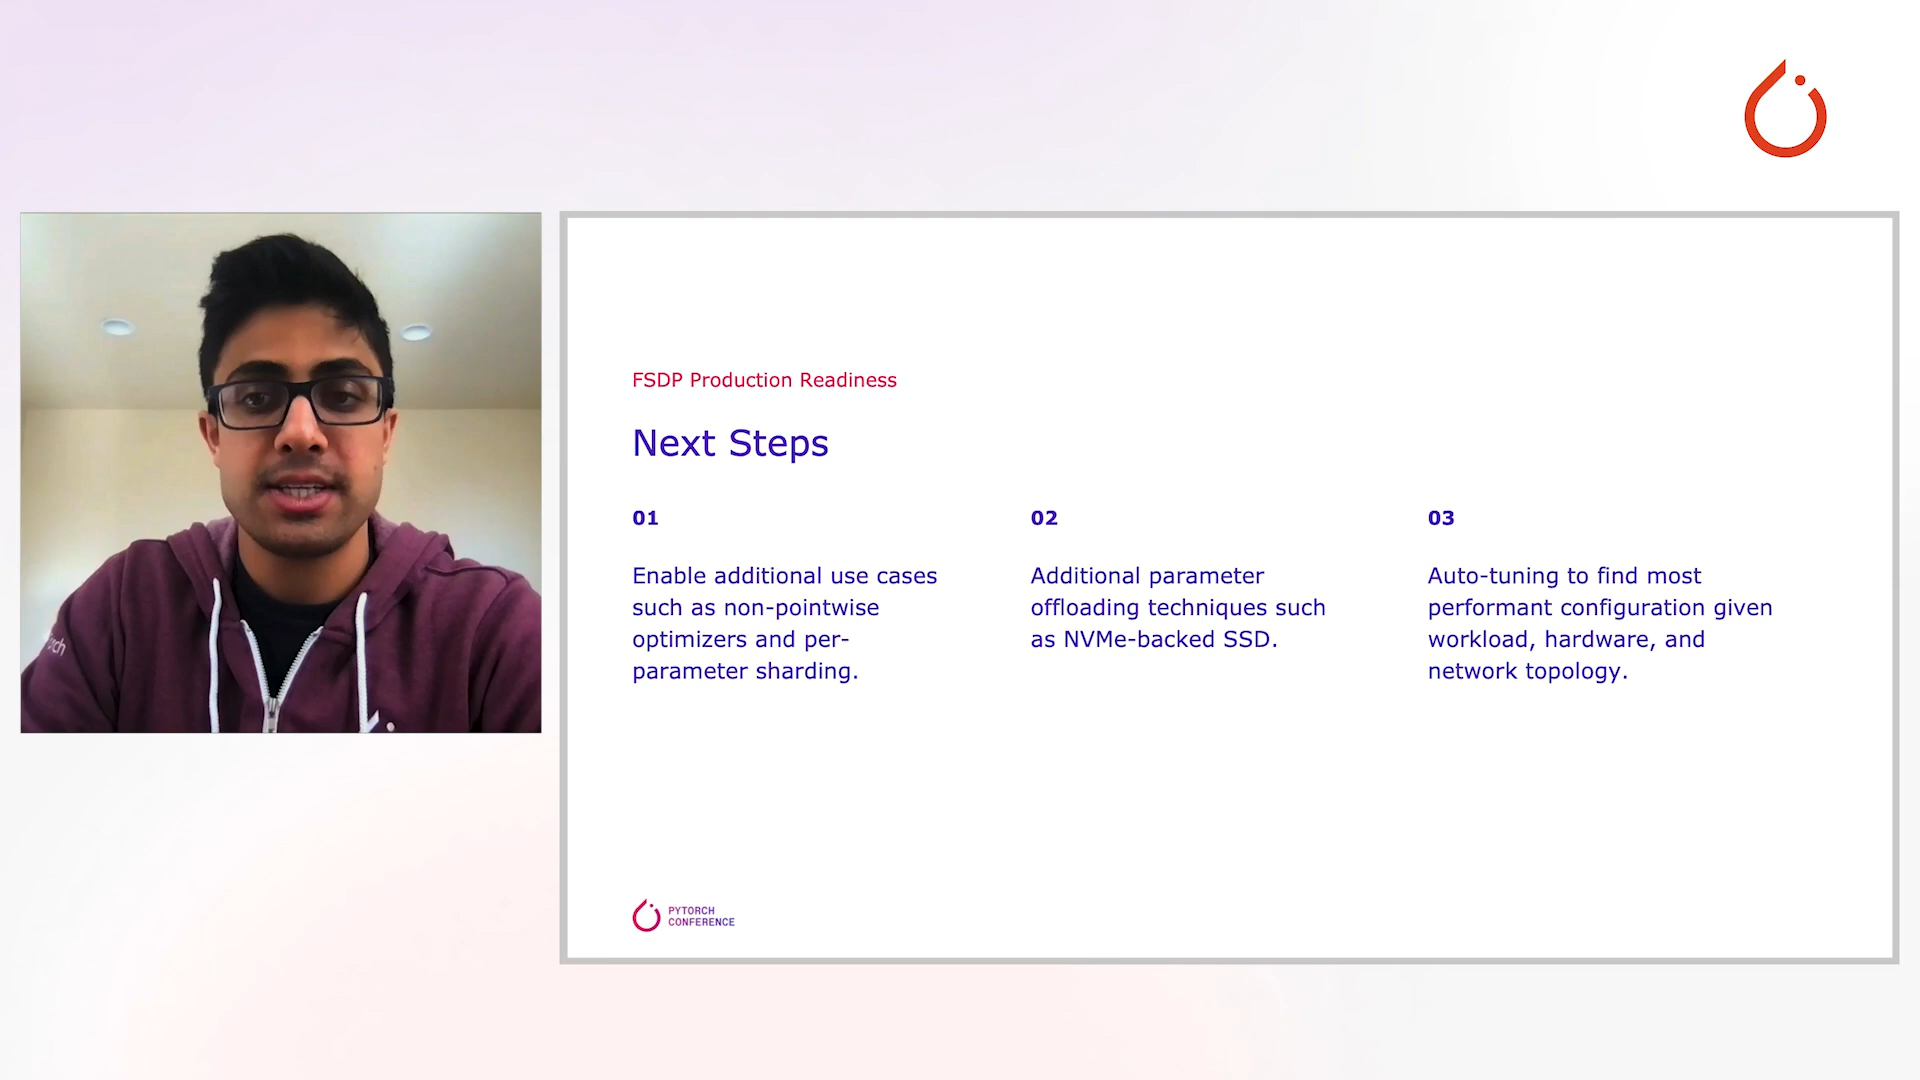 FSDP Production Readiness
Next Steps
01
Enable additional use cases
such as non-pointwise
optimizers and per-
parameter sharding.
02
Additional parameter
offloading techniques such
as NVMe-backed SSD.
03
Auto-tuning to find most
performant configuration given
workload, hardware, and
network topology.
PYTORCH
CONFERENCE